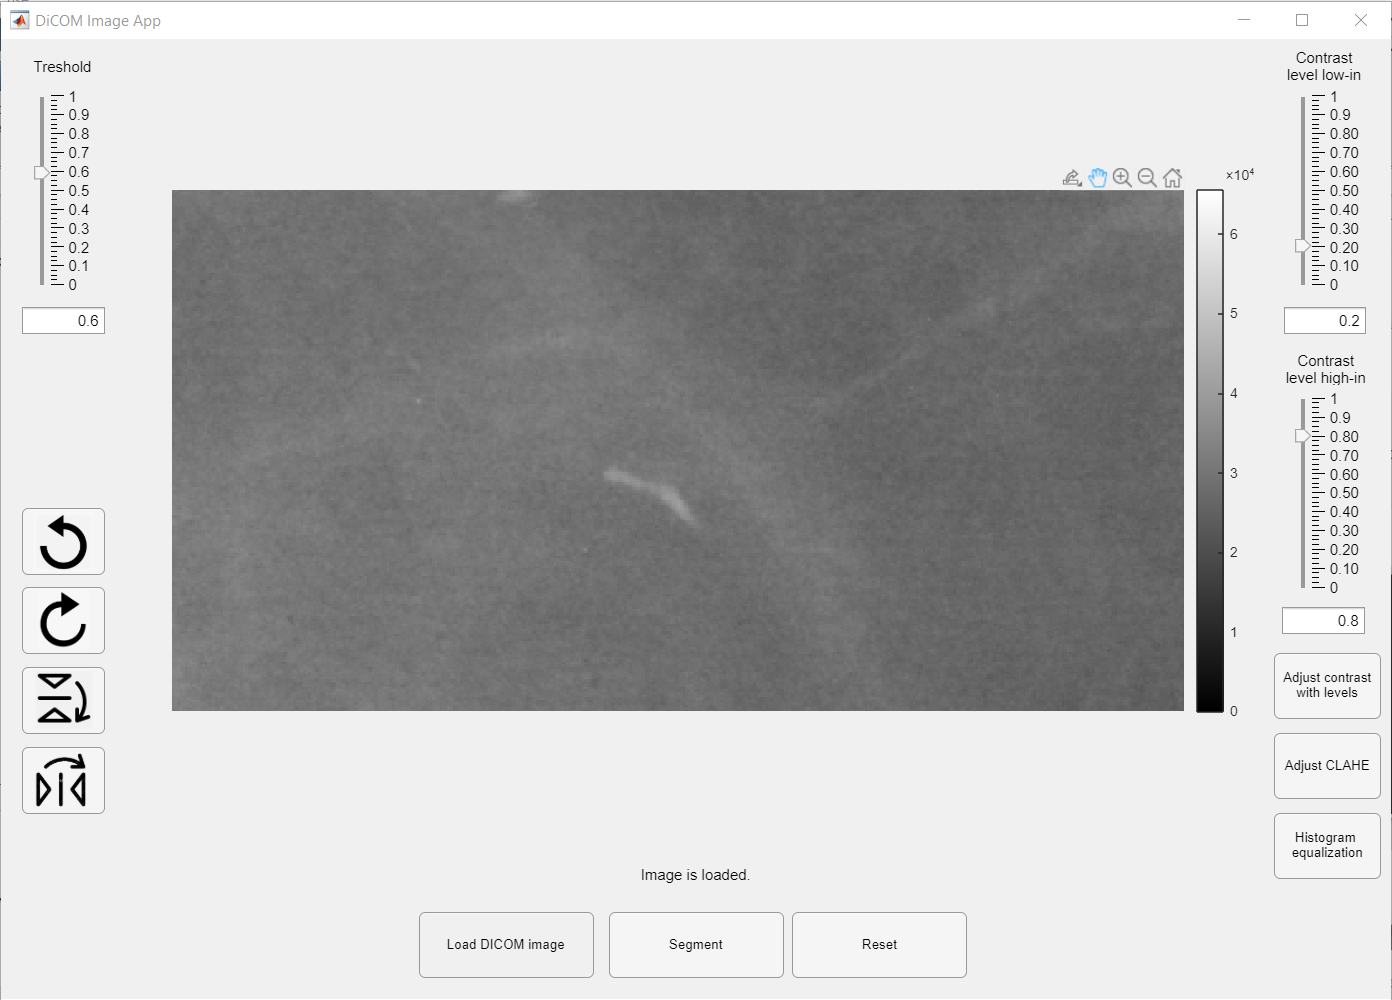 DiCOM Image App
Treshold
1
0.9
0.8
0.7
0.6
0.5
0.4
0.3
0.2
0.1
0
0.6
×10⁴
6
5
4
3
2
1
0
Contrast
level low-in
1
0.9
0.80
0.70
0.60
0.50
0.40
0.30
0.20
0.10
0
0.2
Contrast
level high-in
1
0.9
0.80
0.70
0.60
0.50
0.40
0.30
0.20
0.10
0
0.8
Adjust contrast
with levels
Adjust CLAHE
Histogram
equalization
Image is loaded.
Load DICOM image
Segment
Reset